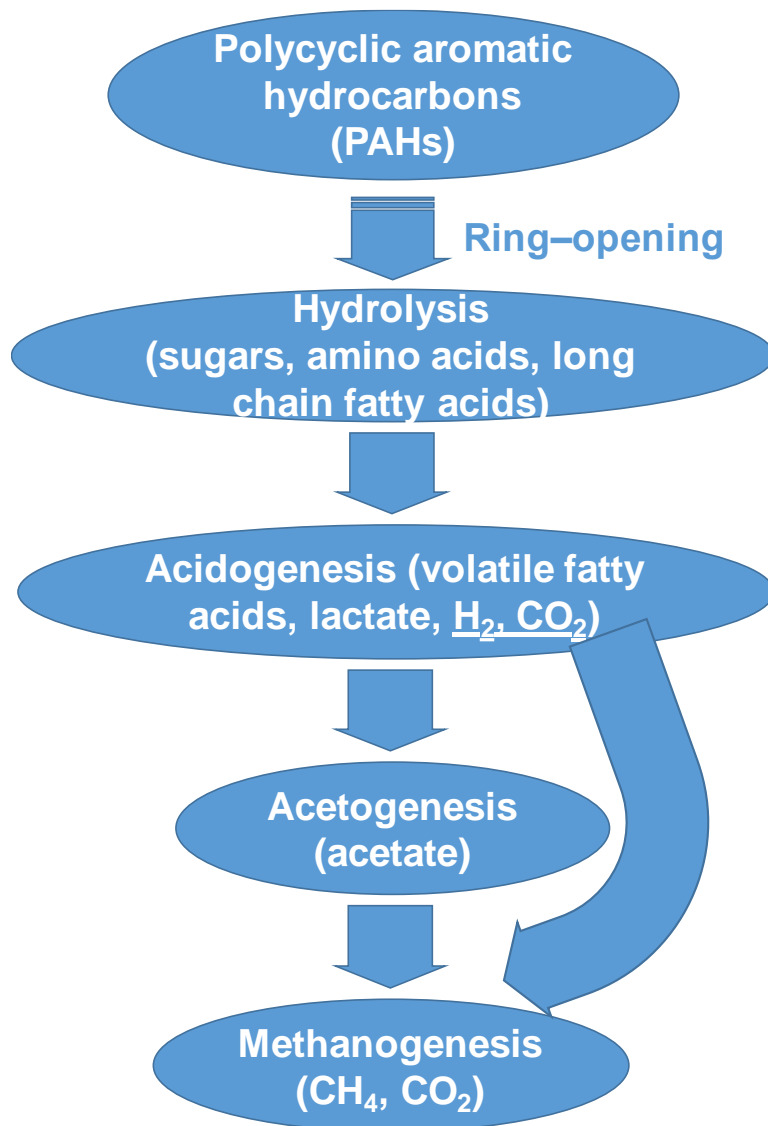 Polycyclic aromatic
hydrocarbons
(PAHs)
Ring–opening
Hydrolysis
(sugars, amino acids, long
chain fatty acids)
Acidogenesis (volatile fatty
acids, lactate, H₂, CO₂)
Acetogenesis
(acetate)
Methanogenesis
(CH₄, CO₂)